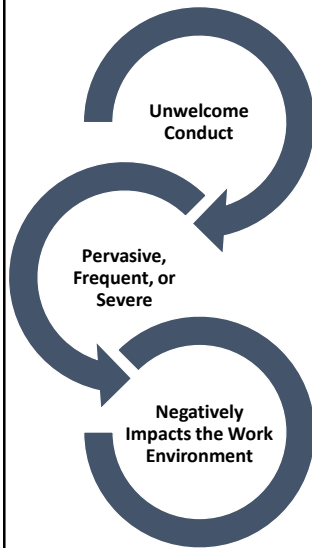 Unwelcome
Conduct
Pervasive,
Frequent, or
Severe
Negatively
Impacts the Work
Environment